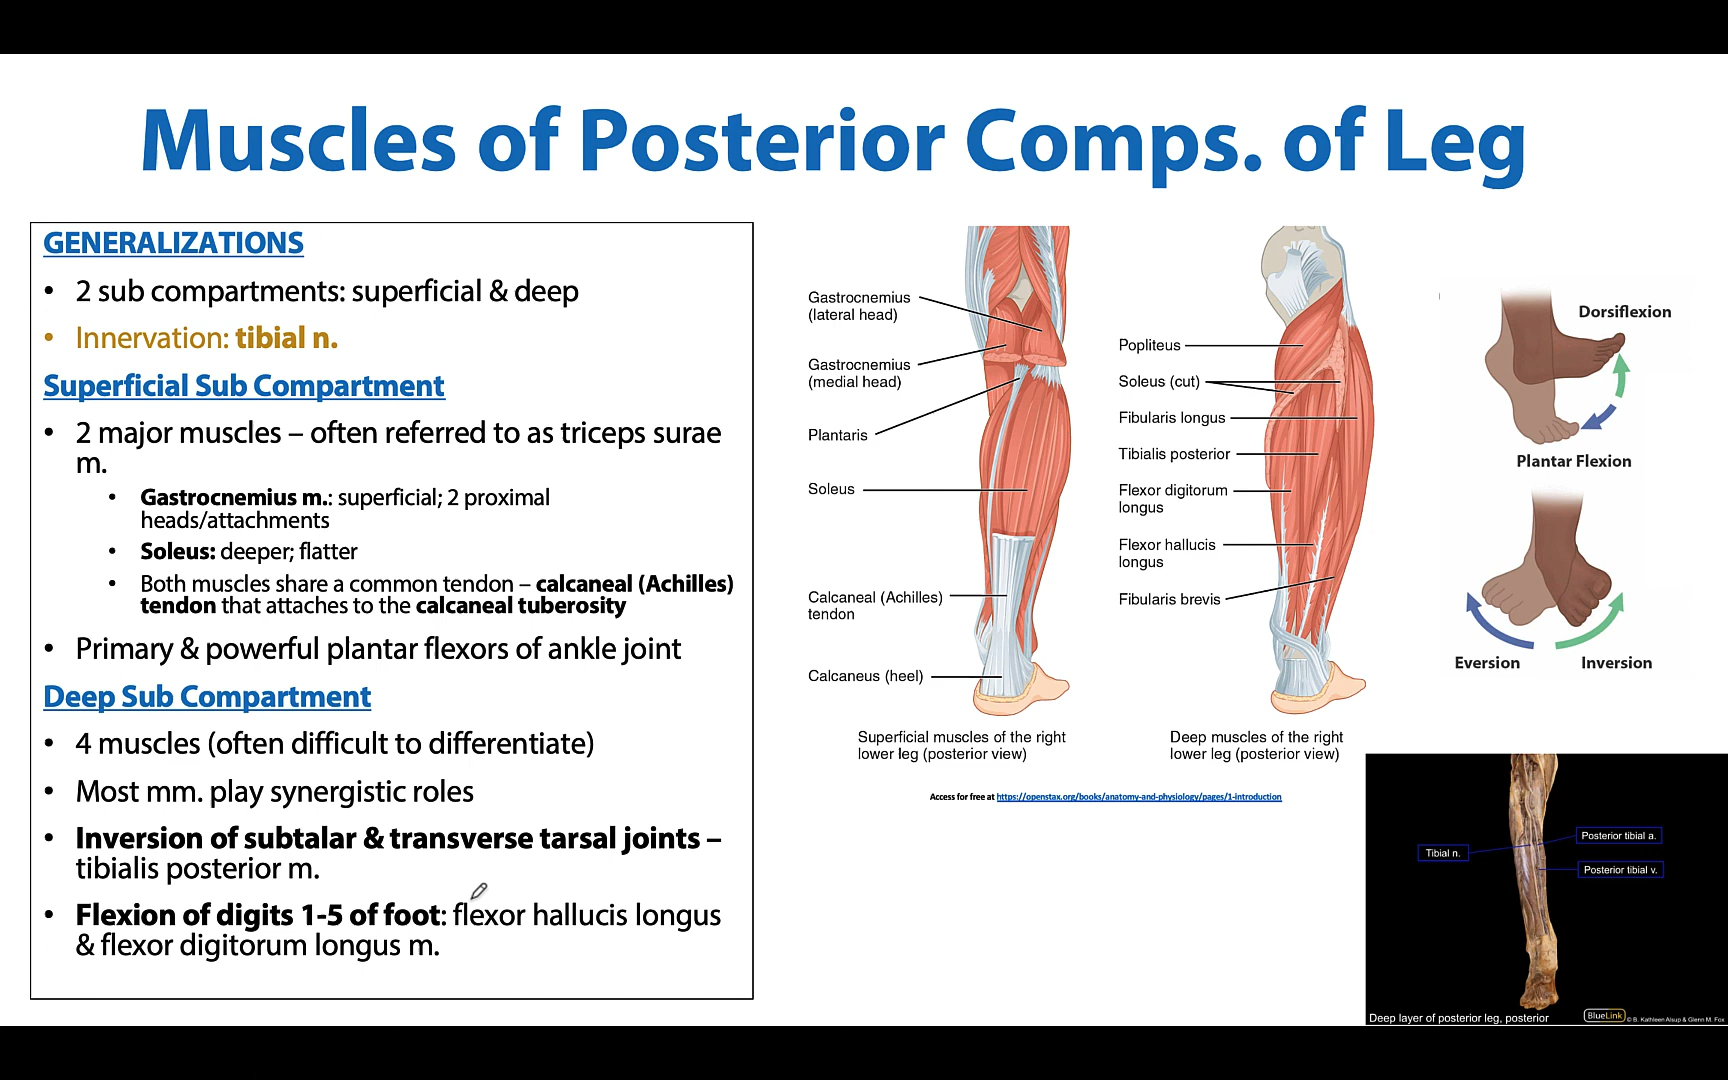 Muscles of Posterior Comps. of Leg
GENERALIZATIONS
• 2 sub compartments: superficial & deep
• Innervation: tibial n.
Superficial Sub Compartment
• 2 major muscles – often referred to as triceps surae
m.
• Gastrocnemius m.: superficial; 2 proximal
heads/attachments
• Soleus: deeper; flatter
• Both muscles share a common tendon – calcaneal (Achilles)
tendon that attaches to the calcaneal tuberosity
• Primary & powerful plantar flexors of ankle joint
Deep Sub Compartment
• 4 muscles (often difficult to differentiate)
• Most mm. play synergistic roles
• Inversion of subtalar & transverse tarsal joints –
tibialis posterior m.
• Flexion of digits 1-5 of foot: flexor hallucis longus
& flexor digitorum longus m.
Gastrocnemius
(lateral head)
Gastrocnemius
(medial head)
Plantaris
Soleus
Calcaneal (Achilles)
tendon
Calcaneus (heel)
Superficial muscles of the right
lower leg (posterior view)
Popliteus
Soleus (cut)
Fibularis longus
Tibialis posterior
Flexor digitorum
longus
Flexor hallucis
longus
Fibularis brevis
Deep muscles of the right
lower leg (posterior view)
Access for free at https://openstax.org/books/anatomy-and-physiology/pages/1-introduction
Dorsiflexion
Plantar Flexion
Eversion
Inversion
Posterior tibial a.
Tibial n.
Posterior tibial v.
Deep layer of posterior leg, posterior
BlueLink © B. Kathleen Alsup & Glenn M. Fox